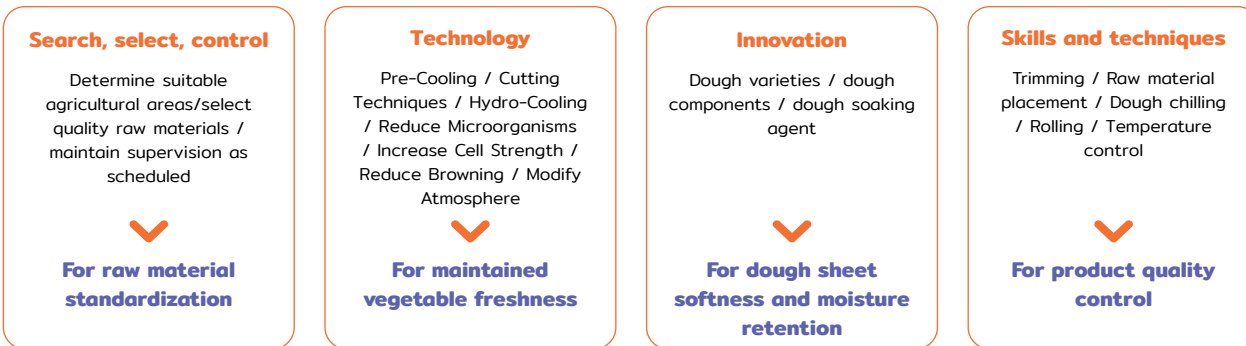 Search, select, control
Determine suitable
agricultural areas/select
quality raw materials /
maintain supervision as
scheduled
For raw material
standardization
Technology
Pre-Cooling / Cutting
Techniques / Hydro-Cooling
/ Reduce Microorganisms
/ Increase Cell Strength /
Reduce Browning / Modify
Atmosphere
For maintained
vegetable freshness
Innovation
Dough varieties / dough
components / dough soaking
agent
For dough sheet
softness and moisture
retention
Skills and techniques
Trimming / Raw material
placement / Dough chilling
/ Rolling / Temperature
control
For product quality
control